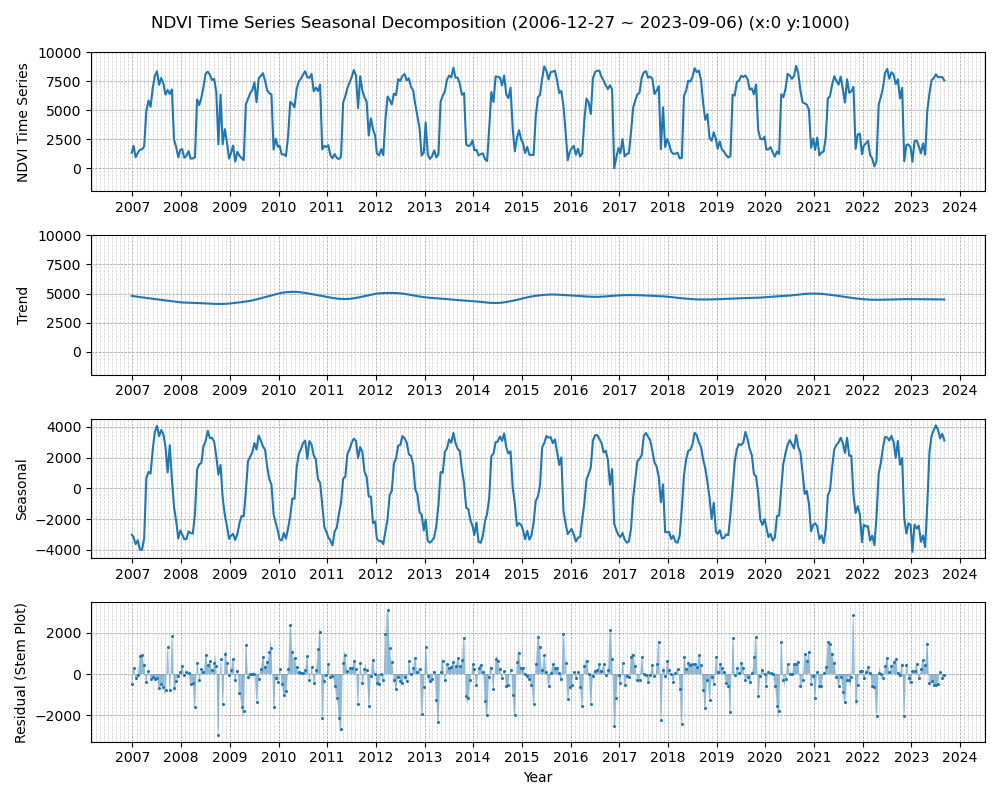 NDVI Time Series Seasonal Decomposition (2006-12-27 ~ 2023-09-06) (x:0 y:1000)
NDVI Time Series
10000
7500
5000
2500
0
2007 2008 2009 2010 2011 2012 2013 2014 2015 2016 2017 2018 2019 2020 2021 2022 2023 2024
Trend
10000
7500
5000
2500
0
2007 2008 2009 2010 2011 2012 2013 2014 2015 2016 2017 2018 2019 2020 2021 2022 2023 2024
Seasonal
4000
2000
0
−2000
−4000
2007 2008 2009 2010 2011 2012 2013 2014 2015 2016 2017 2018 2019 2020 2021 2022 2023 2024
Residual (Stem Plot)
2000
0
−2000
2007 2008 2009 2010 2011 2012 2013 2014 2015 2016 2017 2018 2019 2020 2021 2022 2023 2024
Year